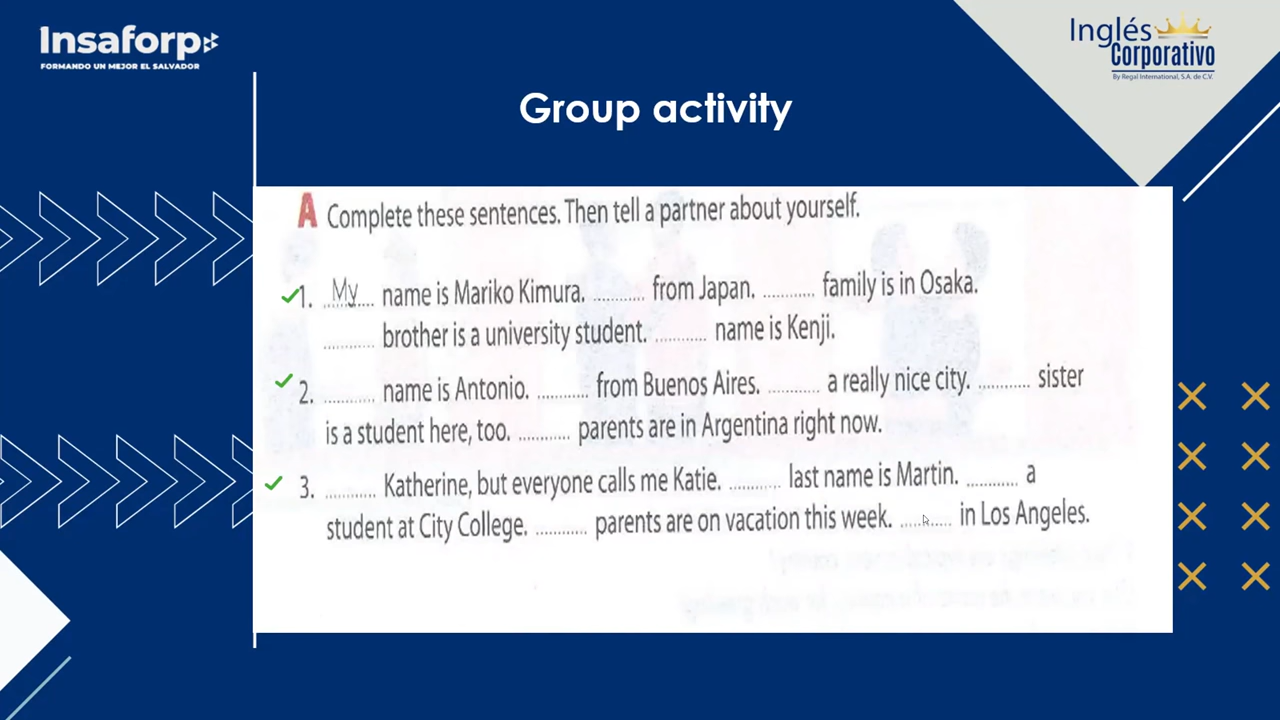 Insaforp
FORMANDO UN MEJOR EL SALVADOR
Inglés
Corporativo
By Regal International, S.A. de C.V.
Group activity
A Complete these sentences. Then tell a partner about yourself.
1. My name is Mariko Kimura. .......... from Japan. .......... family is in Osaka.
.......... brother is a university student. .......... name is Kenji.
2. .......... name is Antonio. .......... from Buenos Aires. .......... a really nice city. .......... sister
is a student here, too. .......... parents are in Argentina right now.
3. .......... Katherine, but everyone calls me Katie. .......... last name is Martin. .......... a
student at City College. .......... parents are on vacation this week. .......... in Los Angeles.